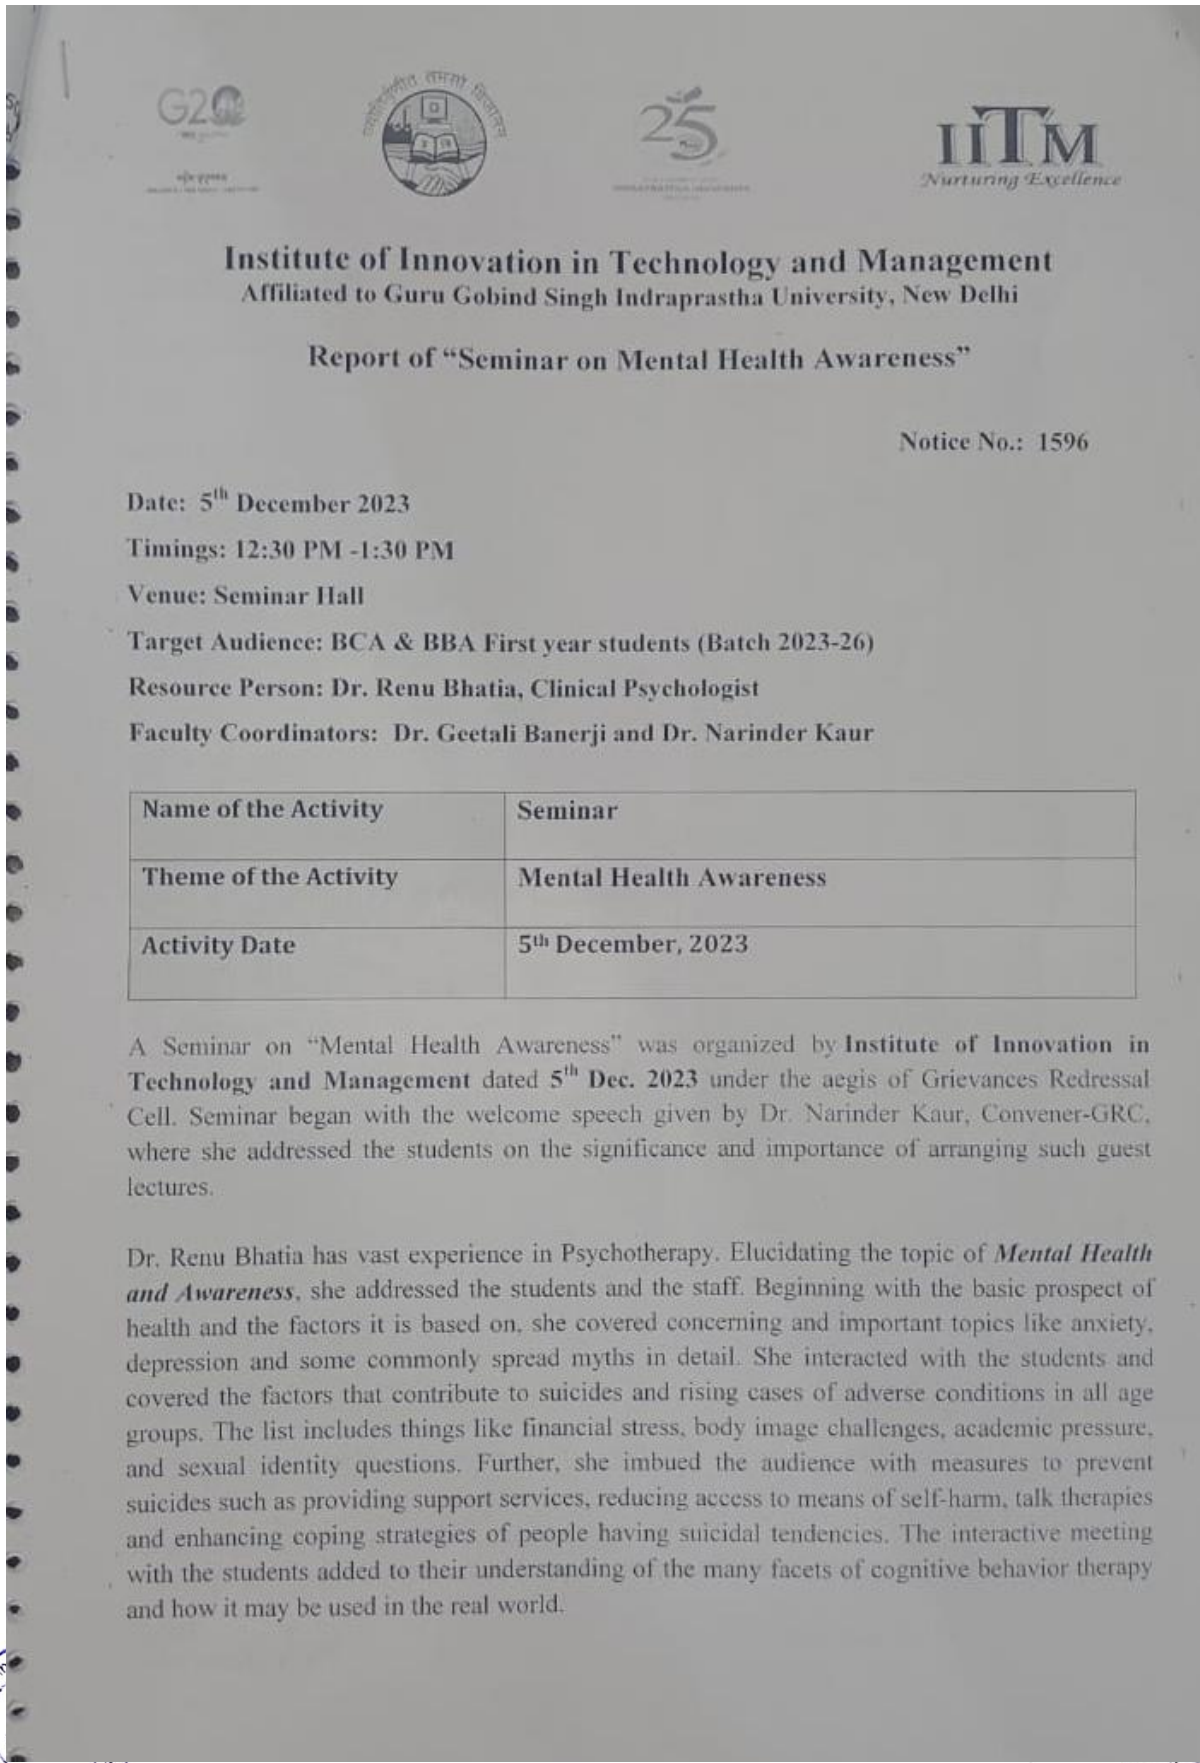 G20
25
IITM
Nurturing Excellence
Institute of Innovation in Technology and Management
Affiliated to Guru Gobind Singh Indraprastha University, New Delhi
Report of “Seminar on Mental Health Awareness”
Notice No.: 1596
Date: 5th December 2023
Timings: 12:30 PM -1:30 PM
Venue: Seminar Hall
Target Audience: BCA & BBA First year students (Batch 2023-26)
Resource Person: Dr. Renu Bhatia, Clinical Psychologist
Faculty Coordinators: Dr. Geetali Banerji and Dr. Narinder Kaur
Name of the Activity Seminar
Theme of the Activity Mental Health Awareness
Activity Date 5th December, 2023
A Seminar on “Mental Health Awareness” was organized by Institute of Innovation in
Technology and Management dated 5th Dec. 2023 under the aegis of Grievances Redressal
Cell. Seminar began with the welcome speech given by Dr. Narinder Kaur, Convener-GRC,
where she addressed the students on the significance and importance of arranging such guest
lectures.
Dr. Renu Bhatia has vast experience in Psychotherapy. Elucidating the topic of Mental Health
and Awareness, she addressed the students and the staff. Beginning with the basic prospect of
health and the factors it is based on, she covered concerning and important topics like anxiety,
depression and some commonly spread myths in detail. She interacted with the students and
covered the factors that contribute to suicides and rising cases of adverse conditions in all age
groups. The list includes things like financial stress, body image challenges, academic pressure,
and sexual identity questions. Further, she imbued the audience with measures to prevent
suicides such as providing support services, reducing access to means of self-harm, talk therapies
and enhancing coping strategies of people having suicidal tendencies. The interactive meeting
with the students added to their understanding of the many facets of cognitive behavior therapy
and how it may be used in the real world.